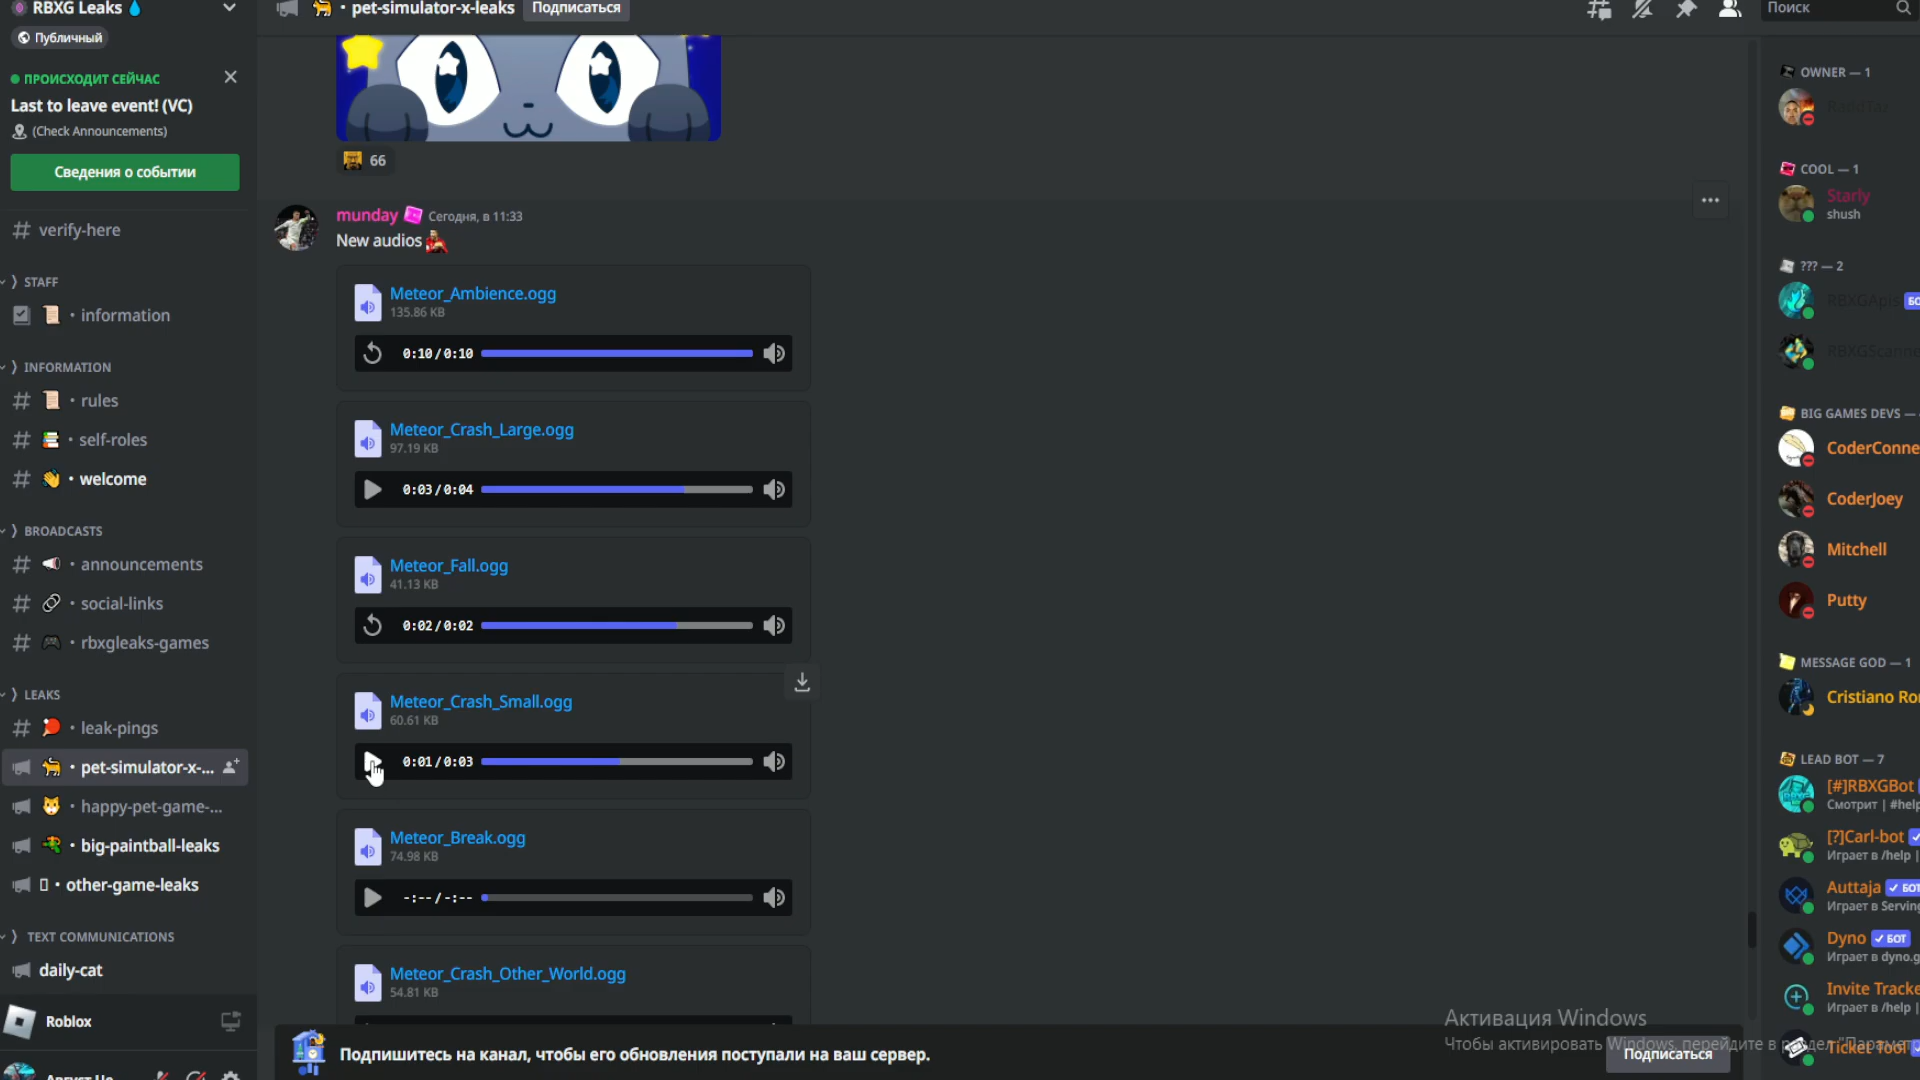 RBXG Leaks
Публичный
ПРОИСХОДИТ СЕЙЧАС
Last to leave event! (VC)
(Check Announcements)
Сведения о событии
# verify-here
STAFF
• information
INFORMATION
# • rules
# • self-roles
# • welcome
BROADCASTS
# • announcements
# • social-links
# • rbxgleaks-games
LEAKS
# • leak-pings
• pet-simulator-x-...
• happy-pet-game-...
• big-paintball-leaks
• other-game-leaks
TEXT COMMUNICATIONS
daily-cat
Roblox
• pet-simulator-x-leaks
Подписаться
Поиск
66
munday Сегодня, в 11:33
New audios
Meteor_Ambience.ogg
135.86 KB
0:10/0:10
Meteor_Crash_Large.ogg
97.19 KB
0:03/0:04
Meteor_Fall.ogg
41.13 KB
0:02/0:02
Meteor_Crash_Small.ogg
60.61 KB
0:01/0:03
Meteor_Break.ogg
74.98 KB
-:--/-:--
Meteor_Crash_Other_World.ogg
54.81 KB
Подпишитесь на канал, чтобы его обновления поступали на ваш сервер.
Подписаться
OWNER — 1
COOL — 1
Starly
shush
??? — 2
RBXGApis
RBXGScanne
BIG GAMES DEVS —
CoderConne
CoderJoey
Mitchell
Putty
MESSAGE GOD — 1
Cristiano Ro
LEAD BOT — 7
[#]RBXGBot
Смотрит | #help
[?]Carl-bot
Играет в /help |
Auttaja ✓ БОТ
Играет в Serving
Dyno ✓ БОТ
Играет в dyno.g
Invite Tracke
Играет в /help |
Ticket Tool
Активация Windows
Чтобы активировать Windows, перейдите в